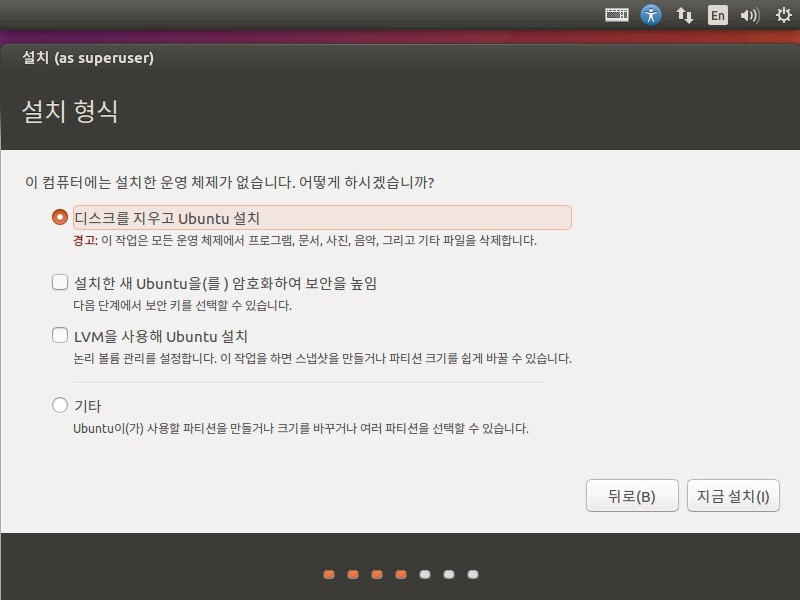 En
설치 (as superuser)
설치 형식
이 컴퓨터에는 설치한 운영 체제가 없습니다. 어떻게 하시겠습니까?
디스크를 지우고 Ubuntu 설치
경고: 이 작업은 모든 운영 체제에서 프로그램, 문서, 사진, 음악, 그리고 기타 파일을 삭제합니다.
설치한 새 Ubuntu을(를 ) 암호화하여 보안을 높임
다음 단계에서 보안 키를 선택할 수 있습니다.
LVM을 사용해 Ubuntu 설치
논리 볼륨 관리를 설정합니다. 이 작업을 하면 스냅샷을 만들거나 파티션 크기를 쉽게 바꿀 수 있습니다.
기타
Ubuntu이(가) 사용할 파티션을 만들거나 크기를 바꾸거나 여러 파티션을 선택할 수 있습니다.
뒤로(B) 지금 설치(I)